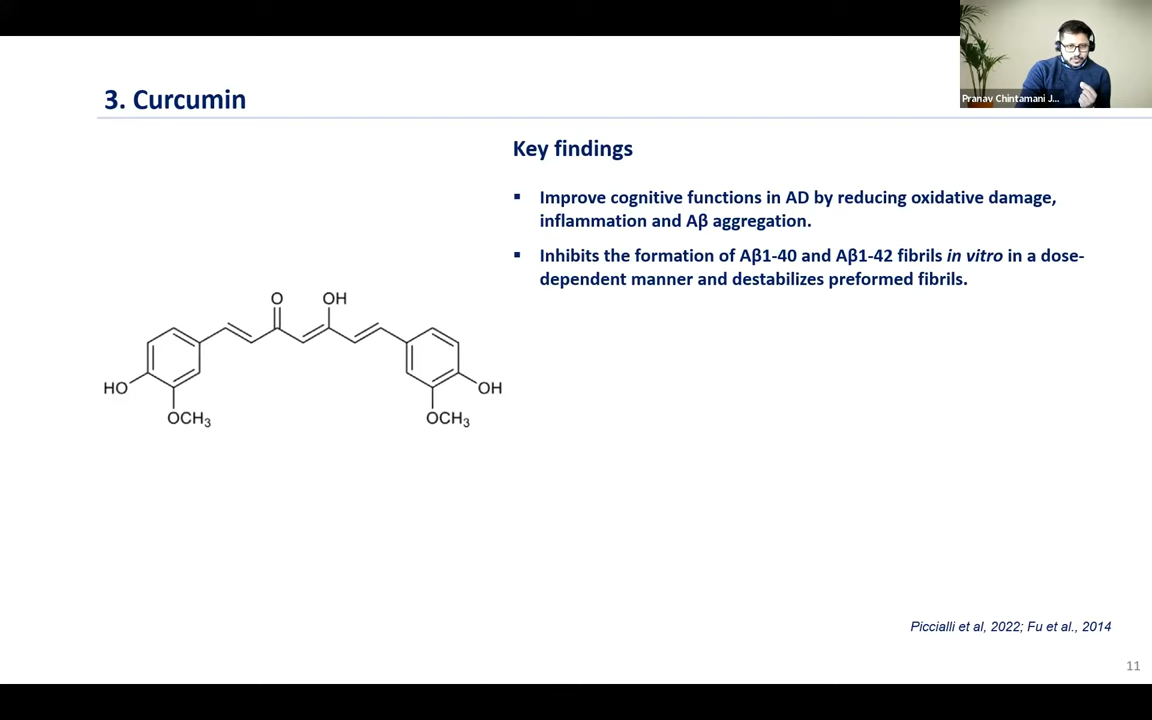 Pranav Chintamani J...
3. Curcumin
Key findings
▪ Improve cognitive functions in AD by reducing oxidative damage,
inflammation and Aβ aggregation.
▪ Inhibits the formation of Aβ1-40 and Aβ1-42 fibrils in vitro in a dose-
dependent manner and destabilizes preformed fibrils.
O OH
HO OH
OCH3 OCH3
Piccialli et al, 2022; Fu et al., 2014
11